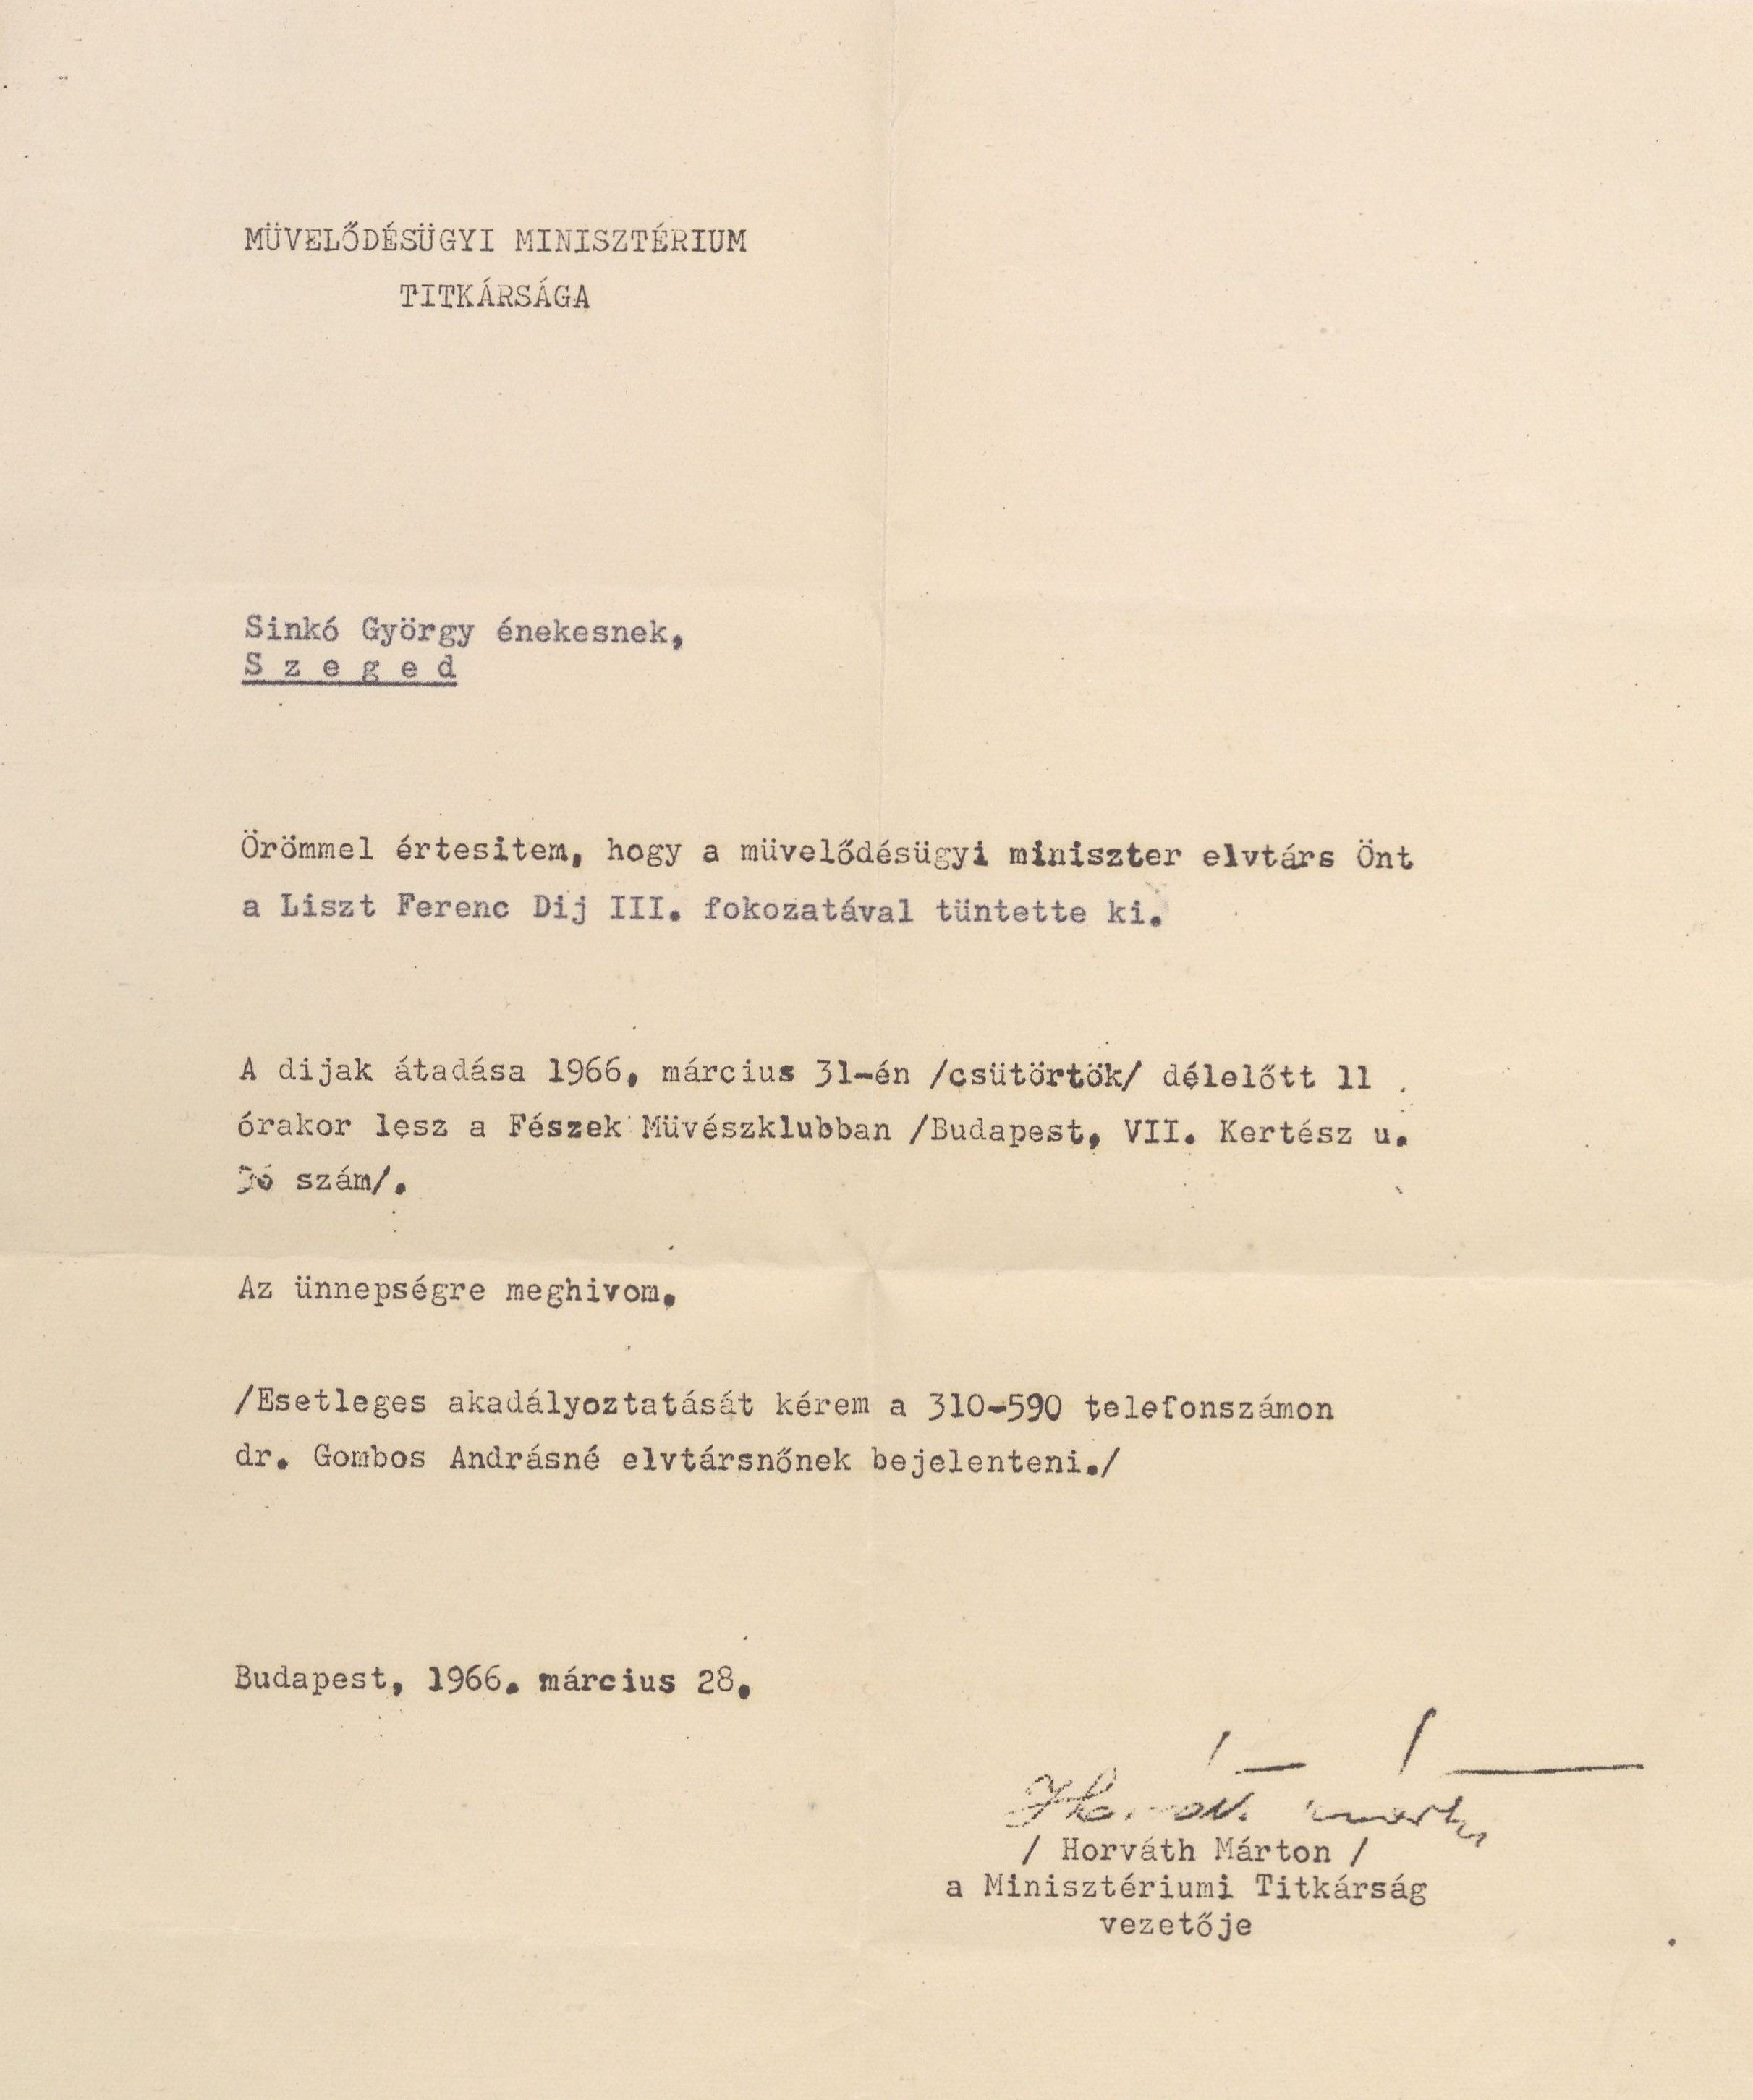 MÜVELŐDÉSÜGYI MINISZTÉRIUM
TITKÁRSÁGA
Sinkó György énekesnek,
S z e g e d
Örömmel értesitem, hogy a müvelődésügyi miniszter elvtárs Önt
a Liszt Ferenc Dij III. fokozatával tüntette ki.
A dijak átadása 1966, március 31-én /csütörtök/ délelőtt 11
órakor lesz a Fészek Müvészklubban /Budapest, VII. Kertész u.
szám/.
Az ünnepségre meghivom.
/Esetleges akadályoztatását kérem a 310-590 telefonszámon
dr. Gombos Andrásné elvtársnőnek bejelenteni./
Budapest, 1966. március 28.
Horváth Márton
/ Horváth Márton /
a Minisztériumi Titkárság
vezetője